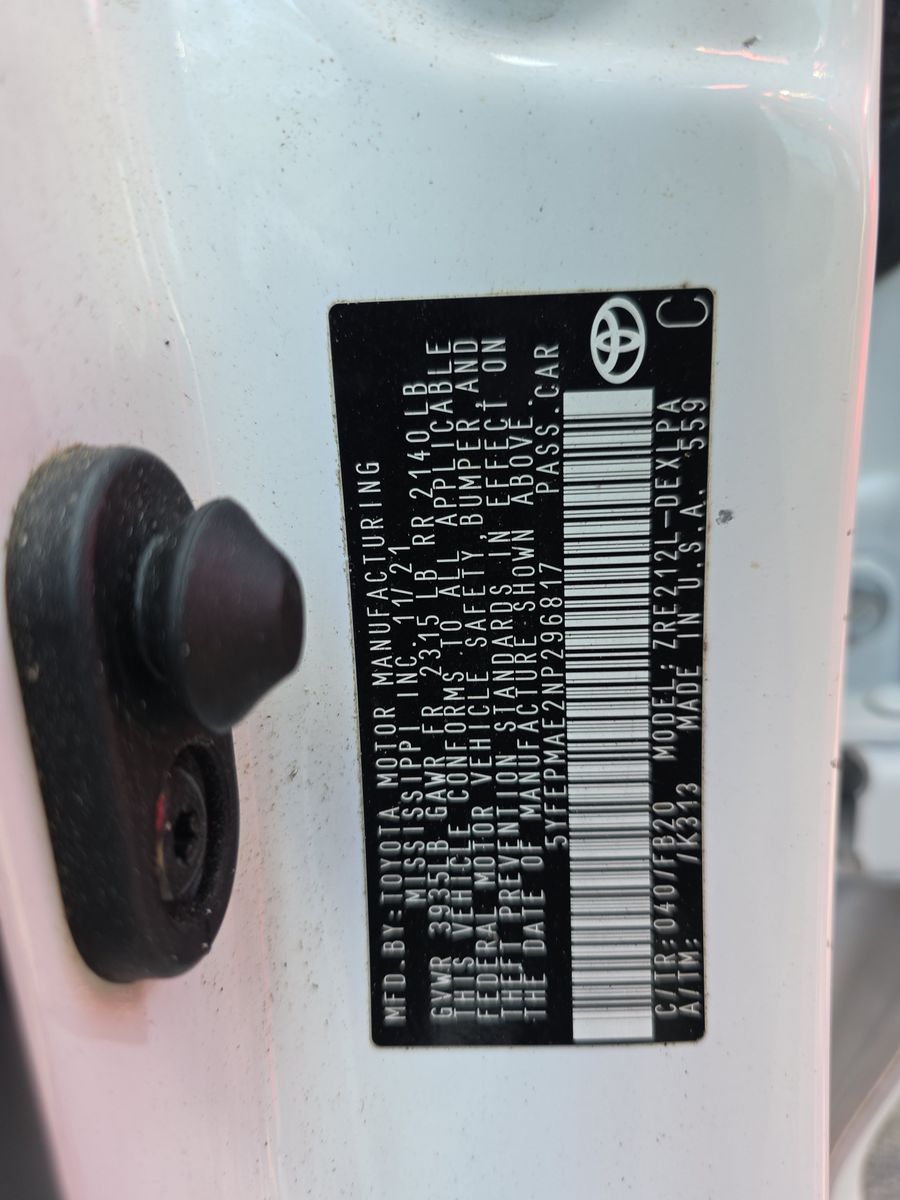 MFD.BY:TOYOTA MOTOR MANUFACTURING
MISSISSIPPI INC. 11/21
GVWR 3935LB GAWR FR 2315 LB RR 2140LB
THIS VEHICLE CONFORMS TO ALL APPLICABLE
FEDERAL MOTOR VEHICLE SAFETY,BUMPER,AND
THEFT PREVENTION STANDARDS IN EFFECT ON
THE DATE OF MANUFACTURE SHOWN ABOVE.
5YFEPMAE2NP296817 PASS.CAR
C/TR:040/FB20 MODEL:ZRE212L-DEXLPA
A/TM: /K313 MADE IN U.S.A. 559
C